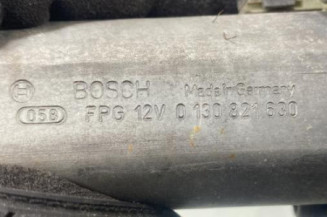 BOSCH Made in Germany
058 FPG 12V 0 130 821 630